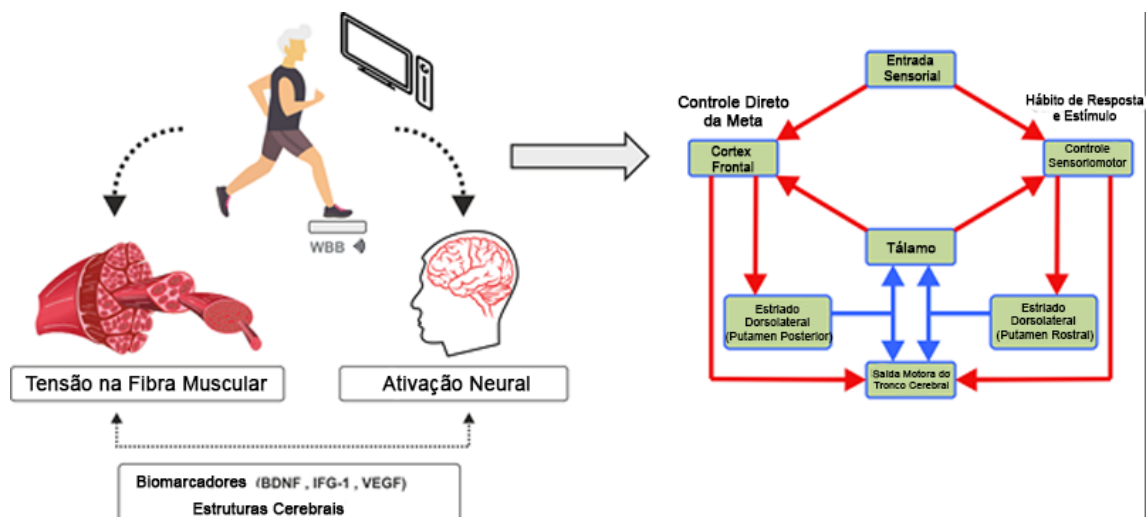 WBB
Tensão na Fibra Muscular
Ativação Neural
Biomarcadores (BDNF , IFG-1 , VEGF)
Estruturas Cerebrais
Entrada
Sensorial
Controle Direto
da Meta
Hábito de Resposta
e Estímulo
Cortex
Frontal
Controle
Sensoriomotor
Tálamo
Estriado
Dorsolateral
(Putamen Posterior)
Estriado
Dorsolateral
(Putamen Rostral)
Saída Motora do
Tronco Cerebral